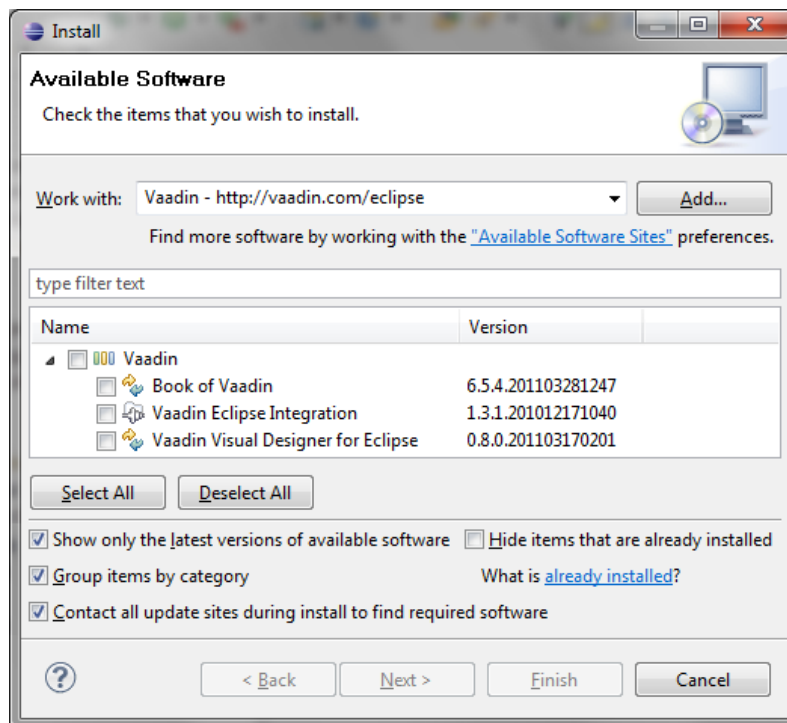 Install
Available Software
Check the items that you wish to install.
Work with: Vaadin - http://vaadin.com/eclipse Add...
Find more software by working with the "Available Software Sites" preferences.
type filter text
Name Version
Vaadin
Book of Vaadin 6.5.4.201103281247
Vaadin Eclipse Integration 1.3.1.201012171040
Vaadin Visual Designer for Eclipse 0.8.0.201103170201
Select All Deselect All
Show only the latest versions of available software Hide items that are already installed
Group items by category What is already installed?
Contact all update sites during install to find required software
? < Back Next > Finish Cancel